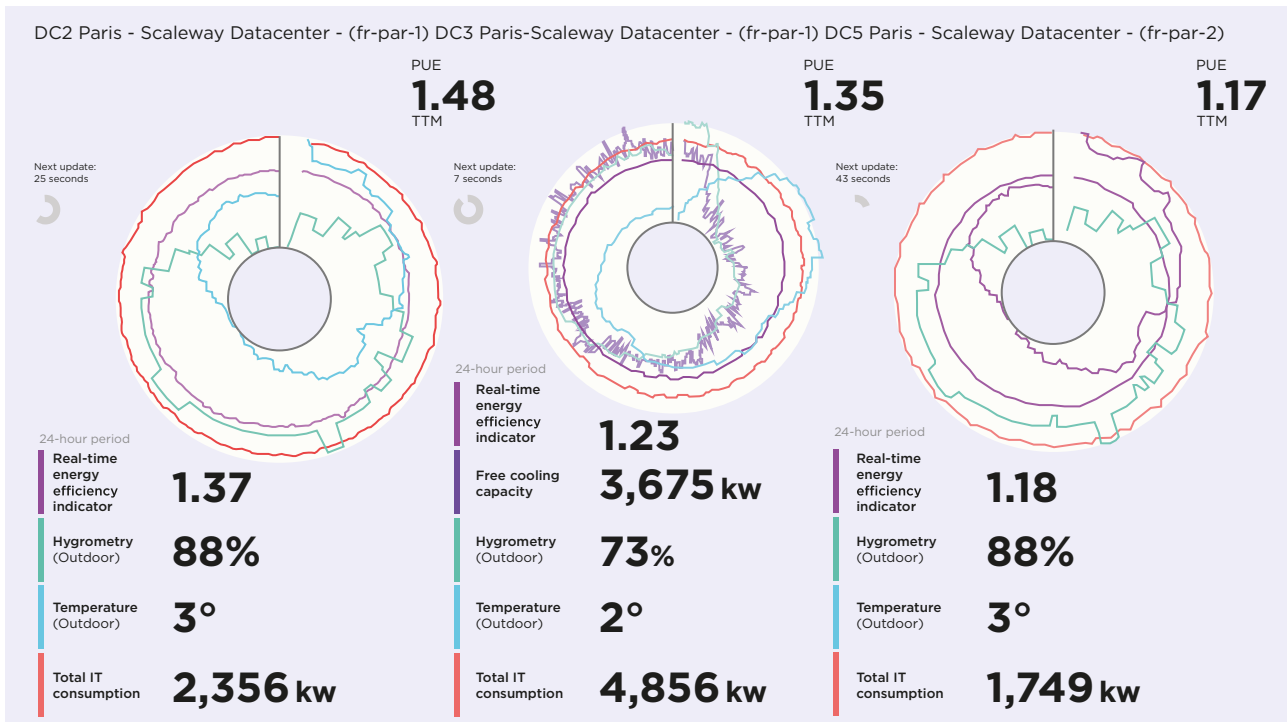 DC2 Paris - Scaleway Datacenter - (fr-par-1) DC3 Paris-Scaleway Datacenter - (fr-par-1) DC5 Paris - Scaleway Datacenter - (fr-par-2)
PUE
1.48
TTM
Next update:
25 seconds
24-hour period
Real-time
energy
efficiency
indicator
1.37
Hygrometry
(Outdoor)
88%
Temperature
(Outdoor)
3°
Total IT
consumption
2,356 kw
PUE
1.35
TTM
Next update:
7 seconds
24-hour period
Real-time
energy
efficiency
indicator
1.23
Free cooling
capacity
3,675 kw
Hygrometry
(Outdoor)
73%
Temperature
(Outdoor)
2°
Total IT
consumption
4,856 kw
PUE
1.17
TTM
Next update:
43 seconds
24-hour period
Real-time
energy
efficiency
indicator
1.18
Hygrometry
(Outdoor)
88%
Temperature
(Outdoor)
3°
Total IT
consumption
1,749 kw